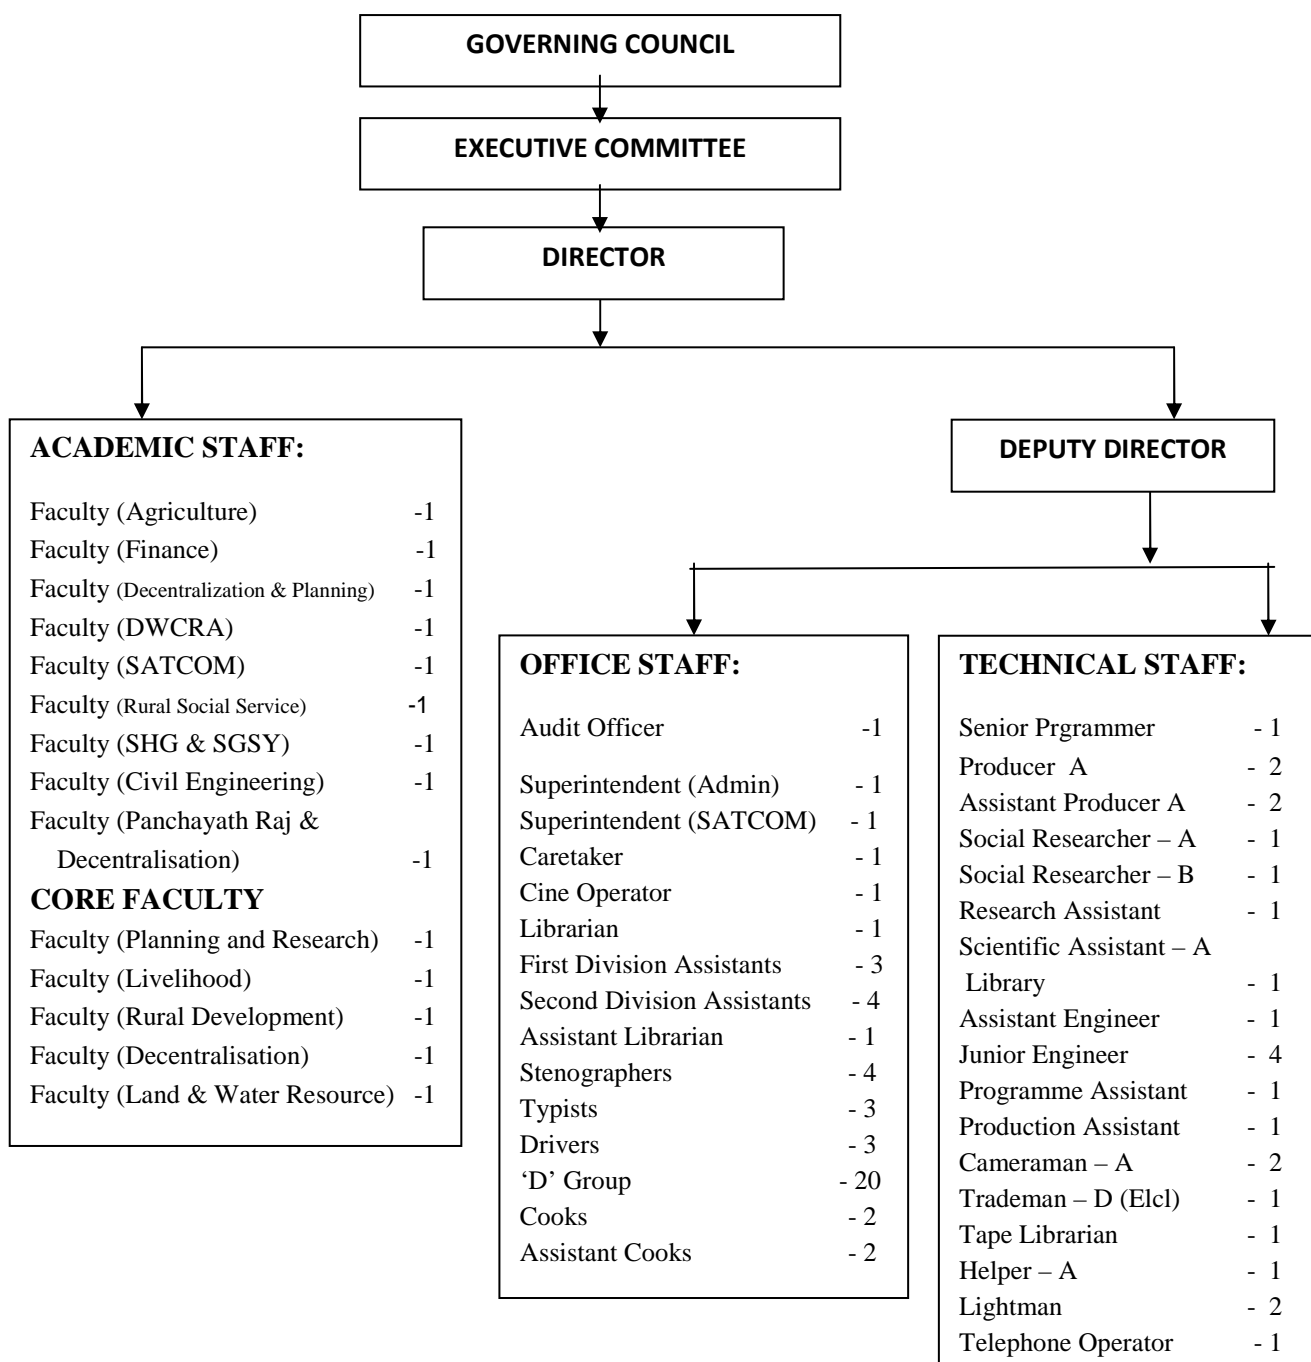 GOVERNING COUNCIL
EXECUTIVE COMMITTEE
DIRECTOR
ACADEMIC STAFF:
Faculty (Agriculture) -1
Faculty (Finance) -1
Faculty (Decentralization & Planning) -1
Faculty (DWCRA) -1
Faculty (SATCOM) -1
Faculty (Rural Social Service) -1
Faculty (SHG & SGSY) -1
Faculty (Civil Engineering) -1
Faculty (Panchayath Raj &
Decentralisation) -1
CORE FACULTY
Faculty (Planning and Research) -1
Faculty (Livelihood) -1
Faculty (Rural Development) -1
Faculty (Decentralisation) -1
Faculty (Land & Water Resource) -1
DEPUTY DIRECTOR
OFFICE STAFF:
Audit Officer -1
Superintendent (Admin) - 1
Superintendent (SATCOM) - 1
Caretaker - 1
Cine Operator - 1
Librarian - 1
First Division Assistants - 3
Second Division Assistants - 4
Assistant Librarian - 1
Stenographers - 4
Typists - 3
Drivers - 3
‘D’ Group - 20
Cooks - 2
Assistant Cooks - 2
TECHNICAL STAFF:
Senior Prgrammer - 1
Producer A - 2
Assistant Producer A - 2
Social Researcher – A - 1
Social Researcher – B - 1
Research Assistant - 1
Scientific Assistant – A
Library - 1
Assistant Engineer - 1
Junior Engineer - 4
Programme Assistant - 1
Production Assistant - 1
Cameraman – A - 2
Trademan – D (Elcl) - 1
Tape Librarian - 1
Helper – A - 1
Lightman - 2
Telephone Operator - 1